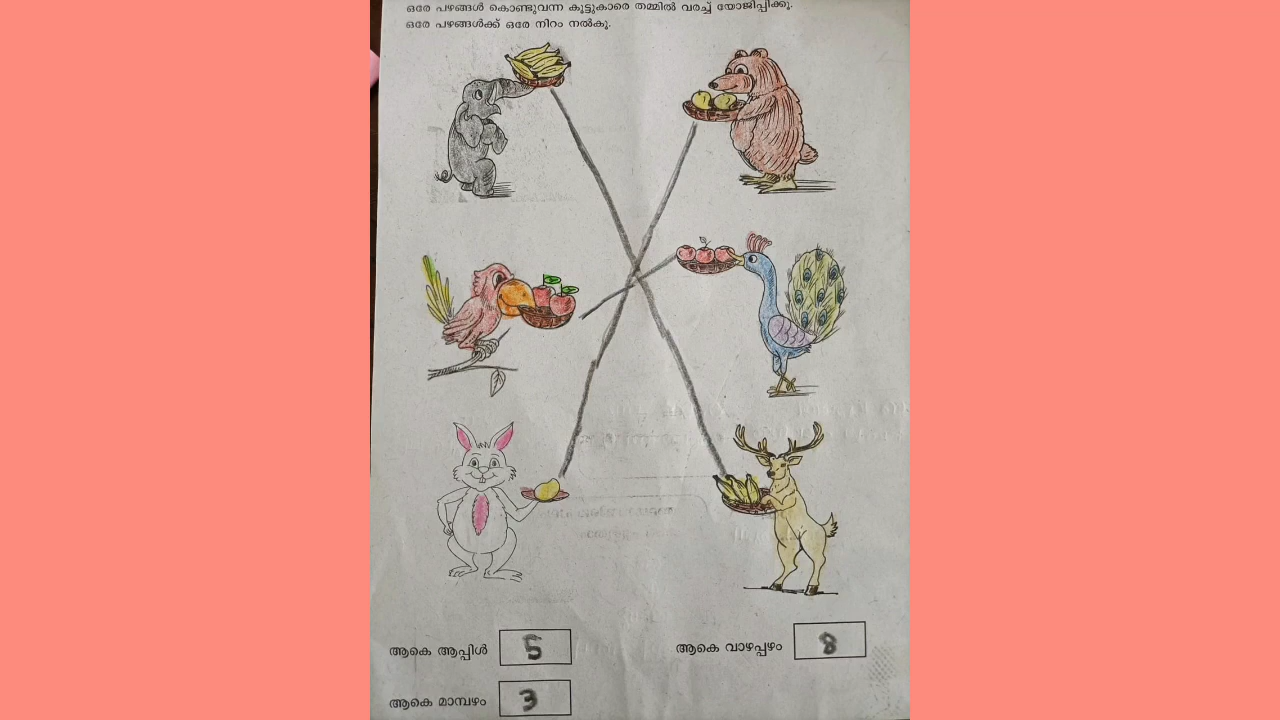 ഒരേ പഴങ്ങൾ കൊണ്ടുവന്ന കൂട്ടുകാരെ തമ്മിൽ വരച്ച് യോജിപ്പിക്കൂ.
ഒരേ പഴങ്ങൾക്ക് ഒരേ നിറം നൽകൂ.
ആകെ ആപ്പിൾ 5
ആകെ വാഴപ്പഴം 8
ആകെ മാമ്പഴം 3